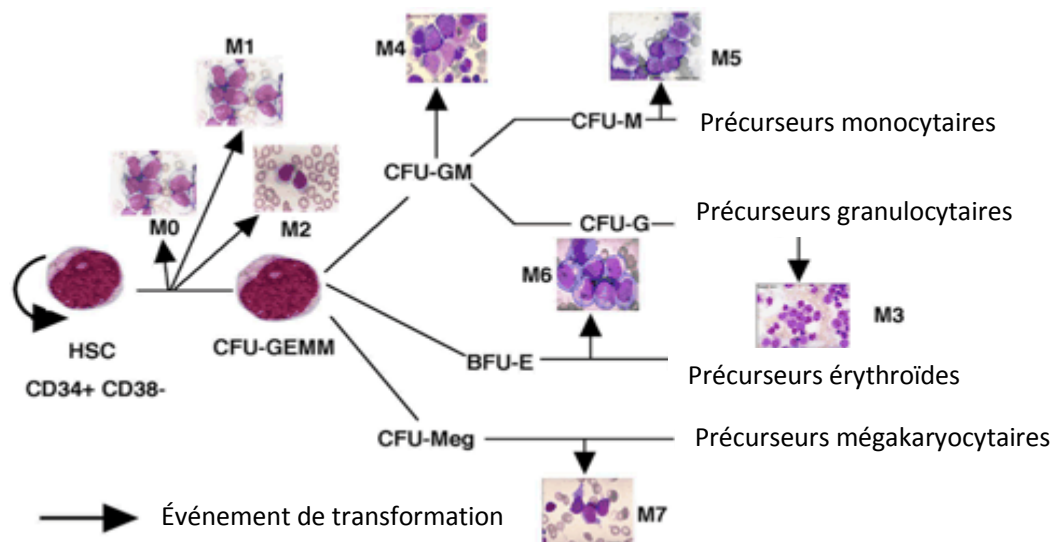 M1
M4
M5
CFU-M
Précurseurs monocytaires
CFU-GM
M0
M2
CFU-G
Précurseurs granulocytaires
M6
M3
HSC
CD34+ CD38-
CFU-GEMM
BFU-E
Précurseurs érythroïdes
CFU-Meg
Précurseurs mégakaryocytaires
Événement de transformation
M7